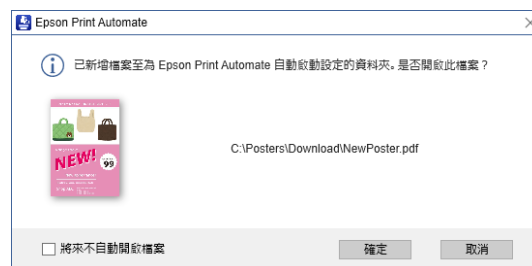 Epson Print Automate
已新增檔案至為 Epson Print Automate 自動啟動設定的資料夾。是否開啟此檔案？
NEW!
99
C:\Posters\Download\NewPoster.pdf
將來不自動開啟檔案
確定
取消